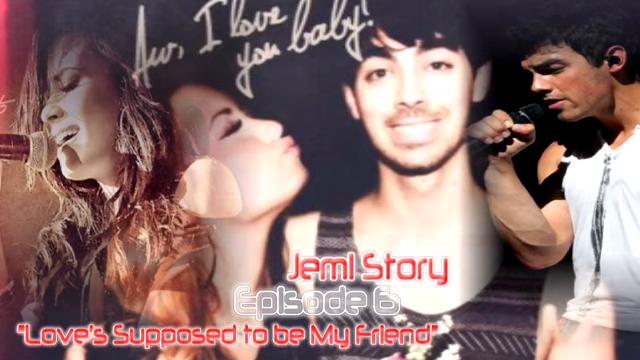 Aw, I love
you baby!
Jemi Story
Episode 6
"Love's Supposed to be My Friend"